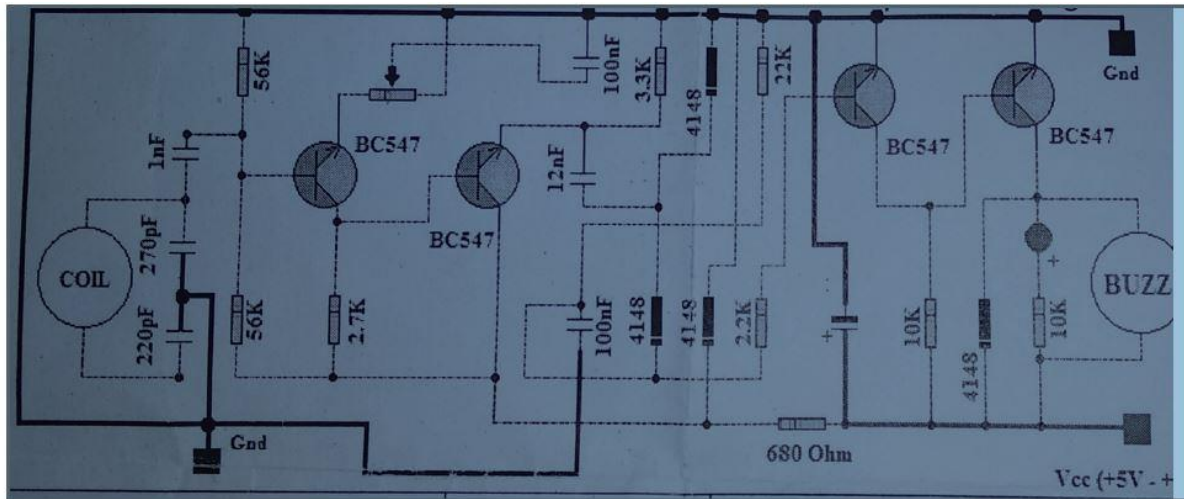 56K
100nF
3.3K
4148
22K
Gnd
BC547
1nF
BC547
12nF
BC547
BC547
270pF
COIL
220pF
56K
2.7K
100nF
4148
4148
2.2K
+
10K
4148
+
10K
BUZZ
Gnd
680 Ohm
Vcc (+5V - +